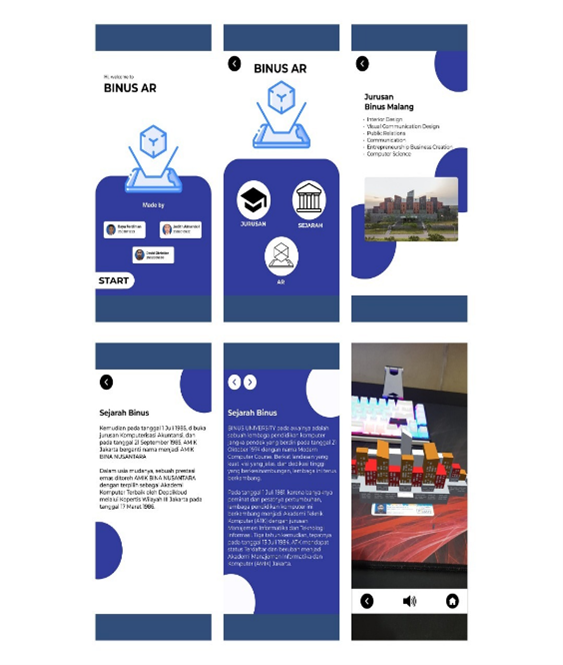 Hi, welcome to
BINUS AR
Made by
START
BINUS AR
JURUSAN
SEJARAH
AR
Jurusan
Binus Malang
- Interior Design
- Visual Communication Design
- Public Relations
- Communication
- Entrepreneurship Business Creation
- Computer Science
Sejarah Binus
Kemudian pada tanggal 1 Juli 1985, di buka
jurusan Komputerisasi Akuntansi, dan
pada tanggal 21 September 1985, AMIK
Jakarta berganti nama menjadi AMIK
BINA NUSANTARA
Dalam usia mudanya, sebuah prestasi
emas ditoreh AMIK BINA NUSANTARA
dengan terpilih sebagai Akademi
Komputer Terbaik oleh Depdikbud
melalui Kopertis Wilayah III Jakarta pada
tanggal 17 Maret 1986.
Sejarah Binus
BINUS UNIVERSITY pada awalnya adalah
sebuah lembaga pendidikan komputer
jangka pendek yang berdiri pada tanggal 21
Oktober 1974 dengan nama Modern
Computer Course. Berkat landasan yang
kuat, visi yang jelas, dan dedikasi tinggi
yang berkesinambungan, lembaga ini terus
berkembang.
Pada tanggal 1 Juli 1981, karena banyaknya
peminat dan pesatnya pertumbuhan,
lembaga pendidikan komputer ini
berkembang menjadi Akademi Teknik
Komputer (ATK) dengan jurusan
Manajemen Informatika dan Teknologi
Informasi. Tiga tahun kemudian, tepatnya
pada tanggal 13 Juli 1984, ATK mendapat
status Terdaftar dan berubah menjadi
Akademi Manajemen Informatika dan
Komputer (AMIK) Jakarta.